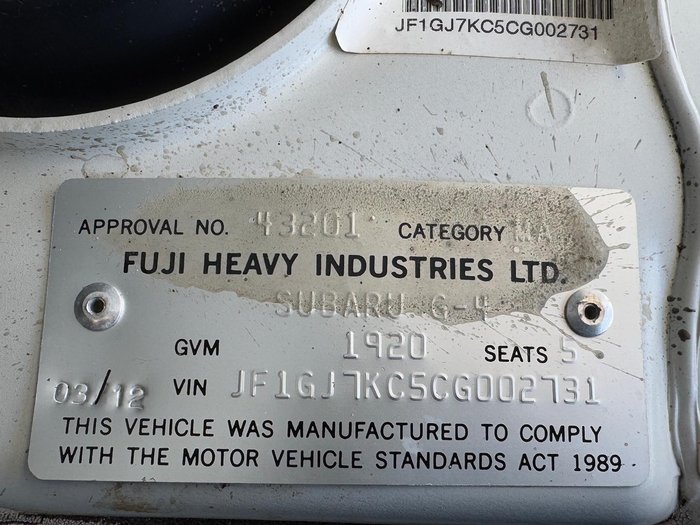 JF1GJ7KC5CG002731
APPROVAL NO. 43201 CATEGORY MA
FUJI HEAVY INDUSTRIES LTD.
SUBARU G-4
GVM 1920 SEATS 5
03/12 VIN JF1GJ7KC5CG002731
THIS VEHICLE WAS MANUFACTURED TO COMPLY
WITH THE MOTOR VEHICLE STANDARDS ACT 1989